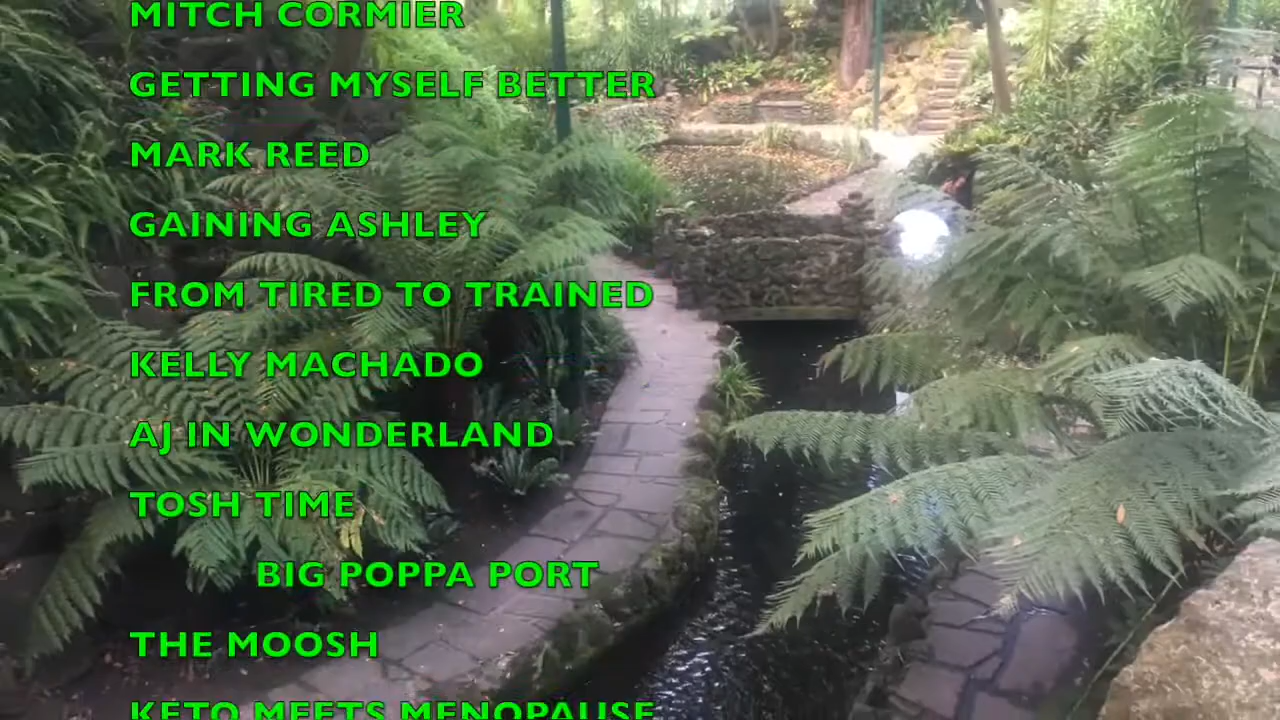 MITCH CORMIER
GETTING MYSELF BETTER
MARK REED
GAINING ASHLEY
FROM TIRED TO TRAINED
KELLY MACHADO
AJ IN WONDERLAND
TOSH TIME
BIG POPPA PORT
THE MOOSH
KETO MEETS MENOPAUSE